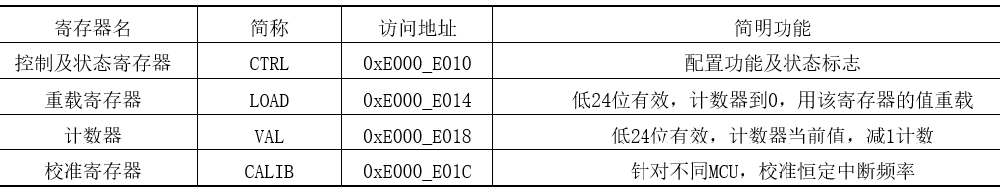 寄存器名 简称 访问地址 简明功能
控制及状态寄存器 CTRL 0xE000_E010 配置功能及状态标志
重载寄存器 LOAD 0xE000_E014 低24位有效，计数器到0，用该寄存器的值重载
计数器 VAL 0xE000_E018 低24位有效，计数器当前值，减1计数
校准寄存器 CALIB 0xE000_E01C 针对不同MCU，校准恒定中断频率